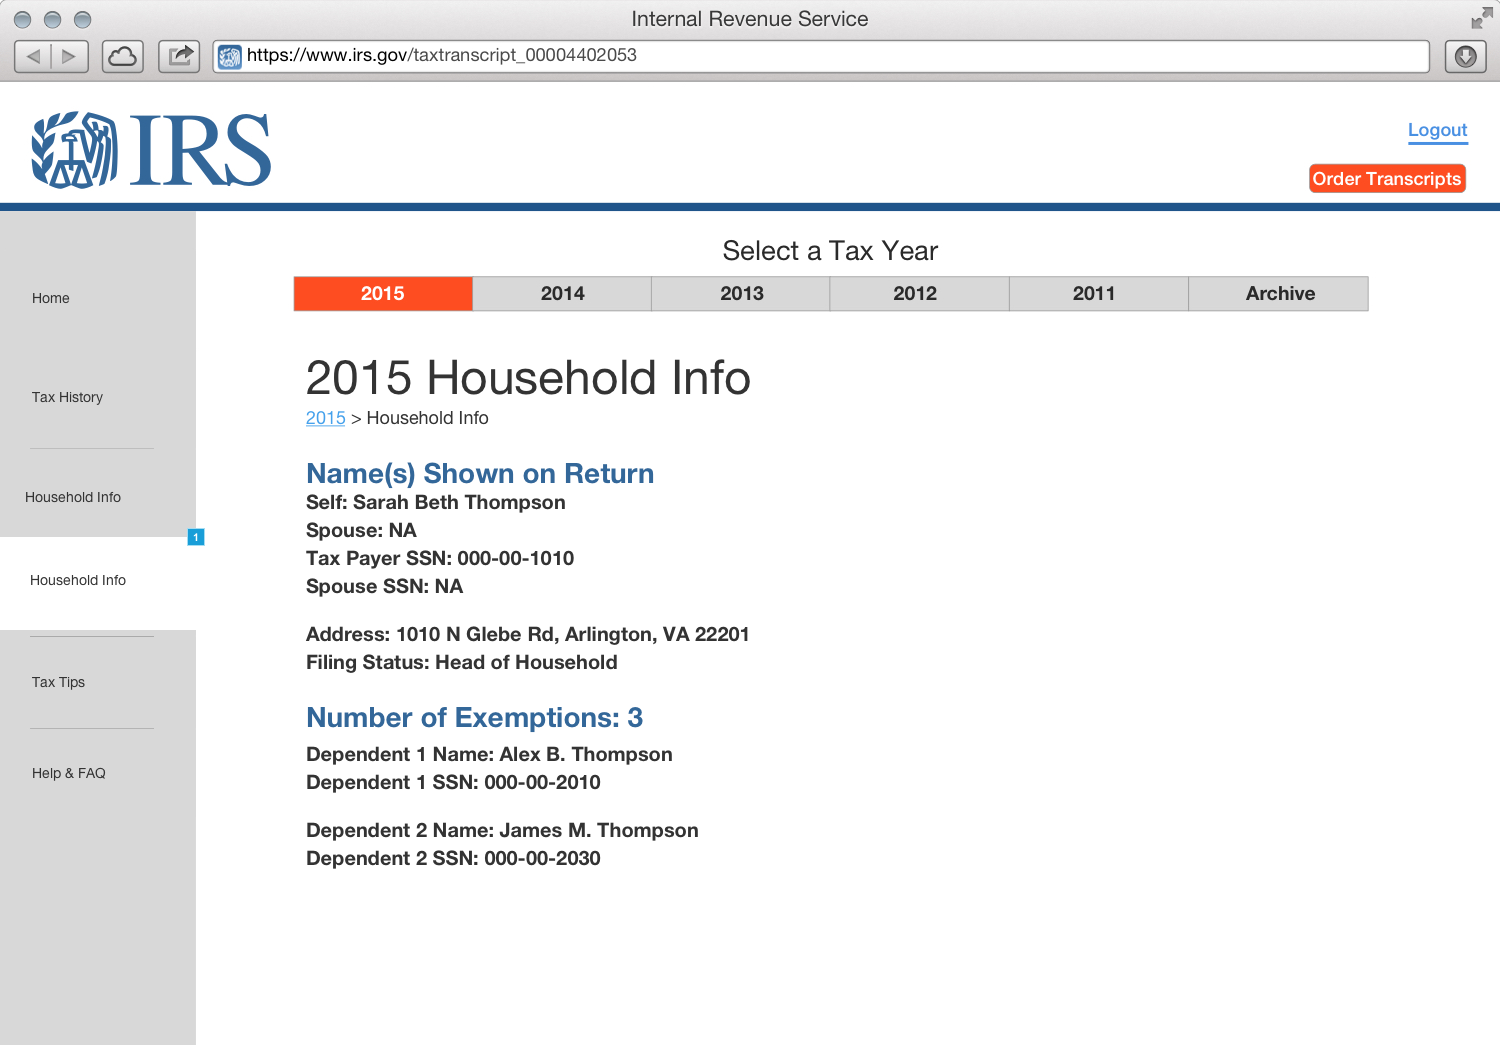 Internal Revenue Service
https://www.irs.gov/taxtranscript_00004402053
IRS
Logout
Order Transcripts
Select a Tax Year
2015 2014 2013 2012 2011 Archive
Home
Tax History
Household Info
1
Household Info
Tax Tips
Help & FAQ
2015 Household Info
2015 > Household Info
Name(s) Shown on Return
Self: Sarah Beth Thompson
Spouse: NA
Tax Payer SSN: 000-00-1010
Spouse SSN: NA
Address: 1010 N Glebe Rd, Arlington, VA 22201
Filing Status: Head of Household
Number of Exemptions: 3
Dependent 1 Name: Alex B. Thompson
Dependent 1 SSN: 000-00-2010
Dependent 2 Name: James M. Thompson
Dependent 2 SSN: 000-00-2030